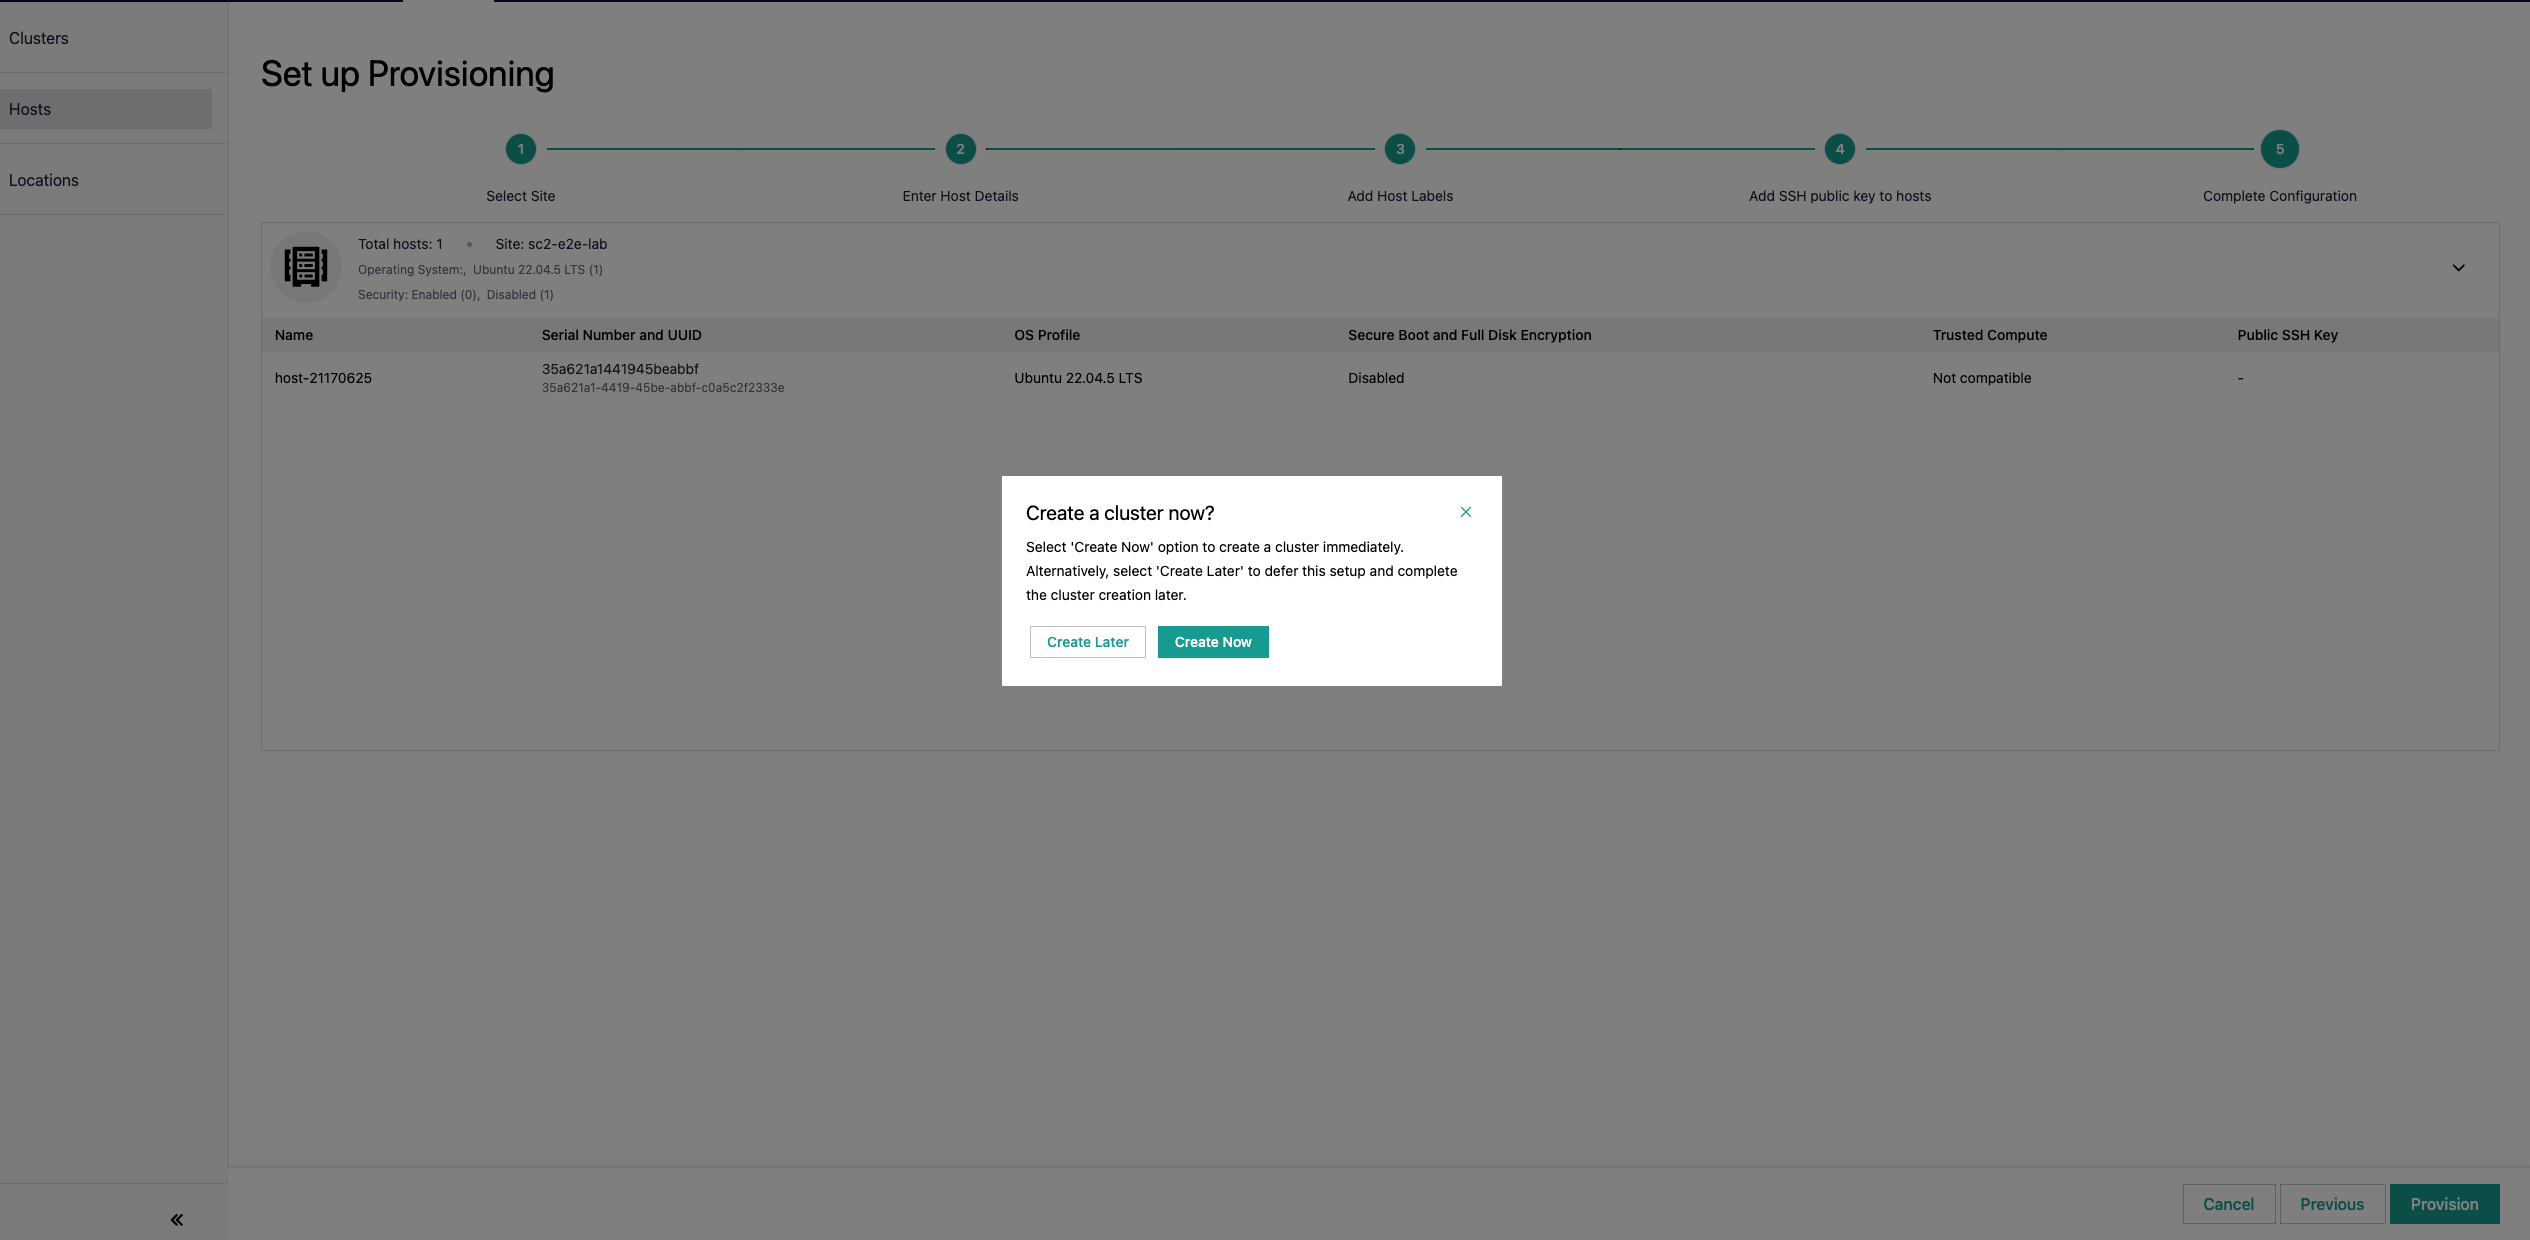 Clusters
Hosts
Locations
Set up Provisioning
1
2
3
4
5
Select Site
Enter Host Details
Add Host Labels
Add SSH public key to hosts
Complete Configuration
Total hosts: 1 • Site: sc2-e2e-lab
Operating System:, Ubuntu 22.04.5 LTS (1)
Security: Enabled (0), Disabled (1)
Name
Serial Number and UUID
OS Profile
Secure Boot and Full Disk Encryption
Trusted Compute
Public SSH Key
host-21170625
35a621a1441945beabbf
35a621a1-4419-45be-abbf-c0a5c2f2333e
Ubuntu 22.04.5 LTS
Disabled
Not compatible
-
Create a cluster now?
Select 'Create Now' option to create a cluster immediately.
Alternatively, select 'Create Later' to defer this setup and complete
the cluster creation later.
Create Later
Create Now
Cancel
Previous
Provision